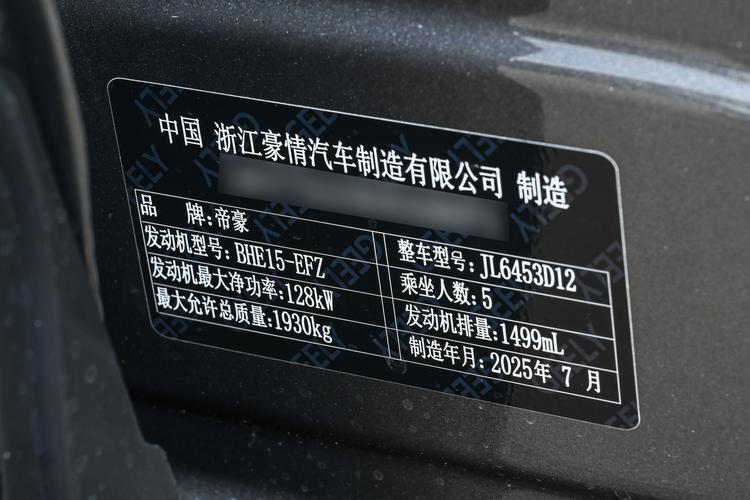 中国 浙江豪情汽车制造有限公司 制造
品 牌:帝豪
发动机型号:BHE15-EFZ 整车型号:JL6453D12
发动机最大净功率:128kW 乘坐人数:5
最大允许总质量:1930kg 发动机排量:1499mL
制造年月:2025年 7 月
GEELY